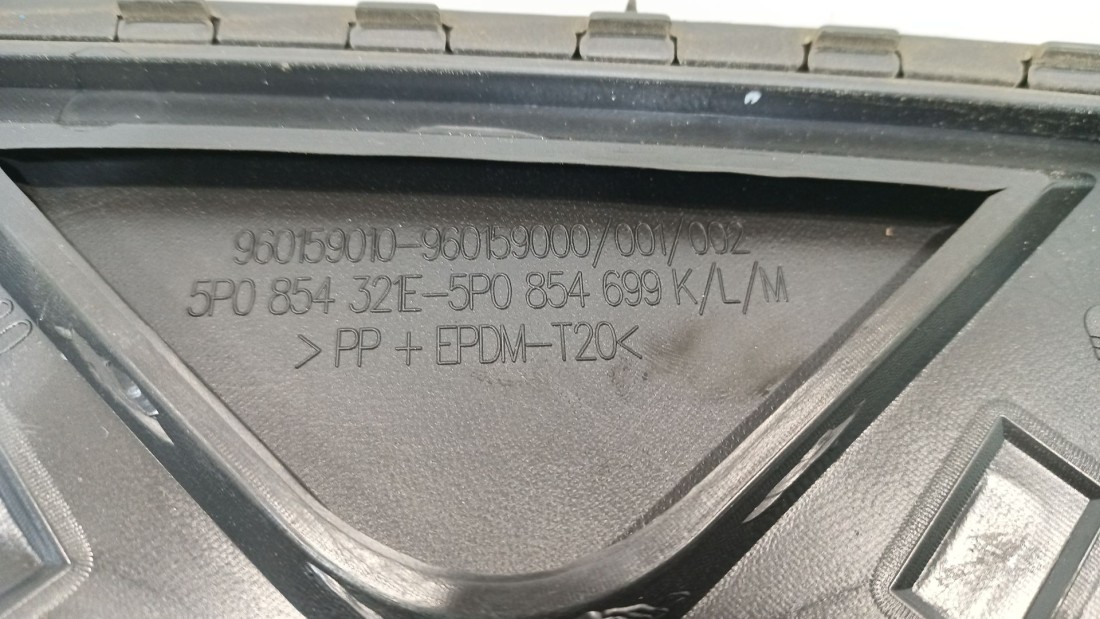 960159010-960159000/001/002
5P0 854 321E-5P0 854 699 K/L/M
>PP + EPDM-T20<